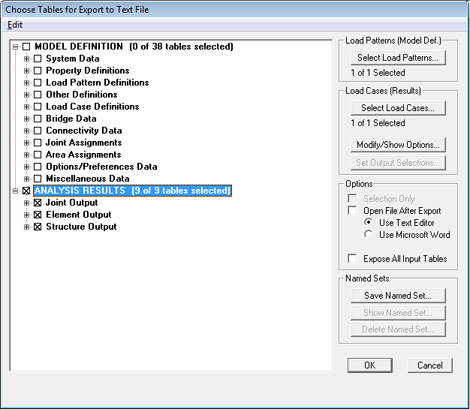 Choose Tables for Export to Text File
Edit
MODEL DEFINITION (0 of 38 tables selected)
System Data
Property Definitions
Load Pattern Definitions
Other Definitions
Load Case Definitions
Bridge Data
Connectivity Data
Joint Assignments
Area Assignments
Options/Preferences Data
Miscellaneous Data
ANALYSIS RESULTS (9 of 9 tables selected)
Joint Output
Element Output
Structure Output
Load Patterns (Model Def.)
Select Load Patterns...
1 of 1 Selected
Load Cases (Results)
Select Load Cases...
1 of 1 Selected
Modify/Show Options...
Set Output Selections...
Options
Selection Only
Open File After Export
Use Text Editor
Use Microsoft Word
Expose All Input Tables
Named Sets
Save Named Set...
Show Named Set...
Delete Named Set...
OK
Cancel